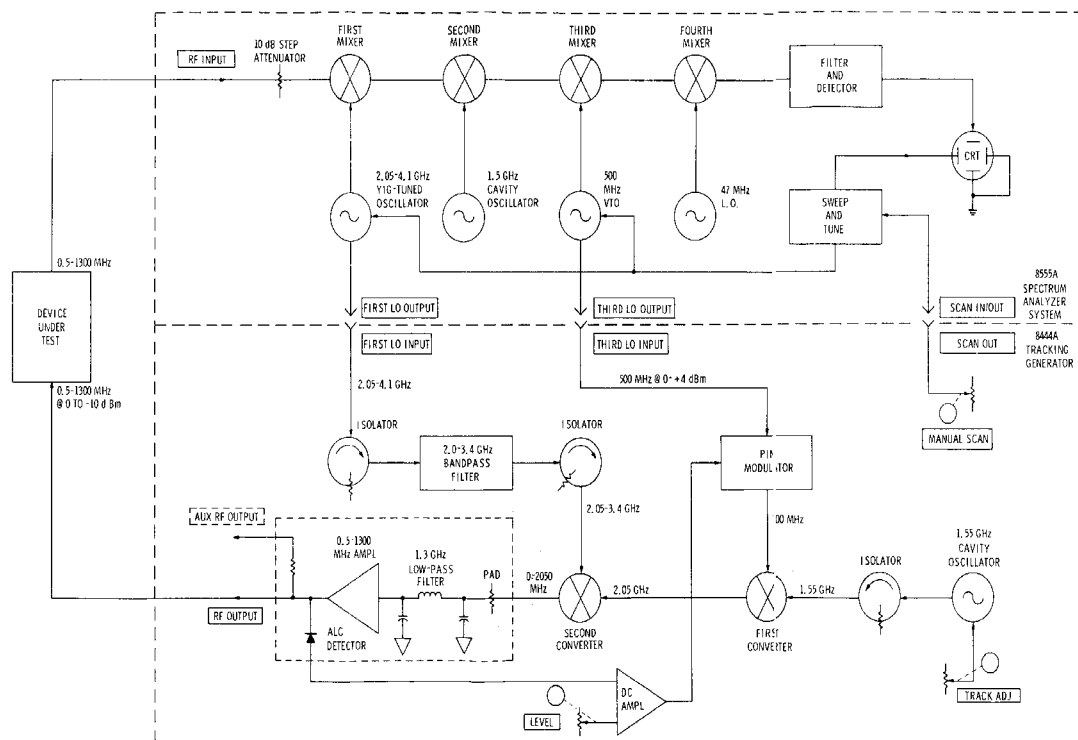 FIRST
MIXER
SECOND
MIXER
THIRD
MIXER
FOURTH
MIXER
10 dB STEP
ATTENUATOR
RF INPUT
FILTER
AND
DETECTOR
CRT
2.05-4.1 GHz
YIG-TUNED
OSCILLATOR
1.5 GHz
CAVITY
OSCILLATOR
500
MHz
VTO
47 MHz
L.O.
SWEEP
AND
TUNE
0.5-1300 MHz
DEVICE
UNDER
TEST
0.5-1300 MHz
@ 0 TO -10 dBm
FIRST LO OUTPUT
THIRD LO OUTPUT
SCAN IN/OUT
8555A
SPECTRUM
ANALYZER
SYSTEM
FIRST LO INPUT
THIRD LO INPUT
SCAN OUT
8444A
TRACKING
GENERATOR
2.05-4.1 GHz
500 MHz @ 0 - +4 dBm
MANUAL SCAN
ISOLATOR
2.0-3.4 GHz
BANDPASS
FILTER
ISOLATOR
PIN
MODULATOR
2.05-3.4 GHz
00 MHz
AUX RF OUTPUT
0.5-1300
MHz AMPL
1.3 GHz
LOW-PASS
FILTER
PAD
0-2050
MHz
2.05 GHz
1.55 GHz
ISOLATOR
1.55 GHz
CAVITY
OSCILLATOR
RF OUTPUT
ALC
DETECTOR
SECOND
CONVERTER
FIRST
CONVERTER
LEVEL
DC
AMPL
TRACK ADJ